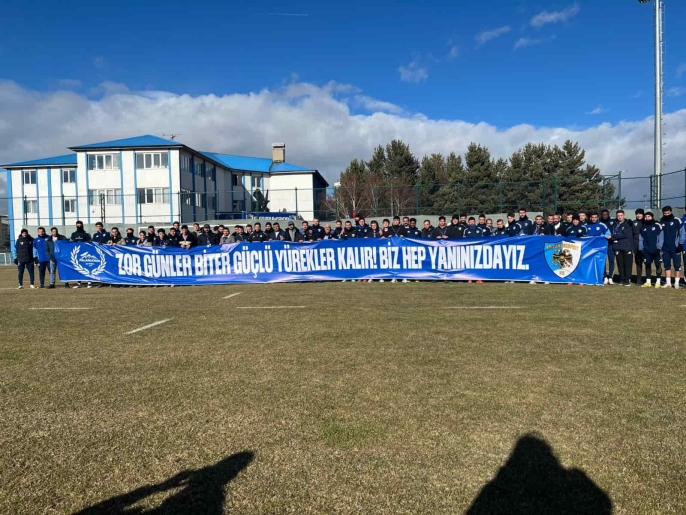 ZOR GÜNLER BİTER GÜÇLÜ YÜREKLER KALIR! BİZ HEP YANINIZDAYIZ.